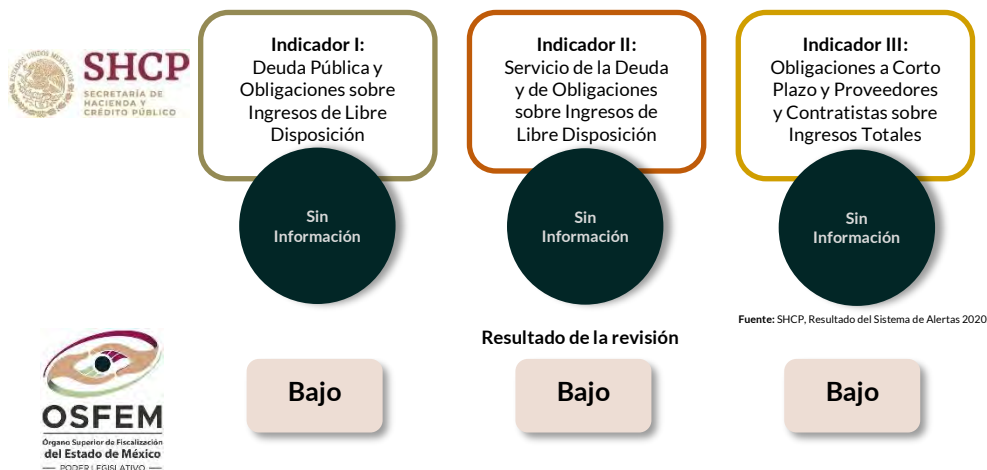 SHCP
SECRETARÍA DE
HACIENDA Y
CRÉDITO PÚBLICO
Indicador I:
Deuda Pública y
Obligaciones sobre
Ingresos de Libre
Disposición
Sin
Información
Indicador II:
Servicio de la Deuda
y de Obligaciones
sobre Ingresos de
Libre Disposición
Sin
Información
Indicador III:
Obligaciones a Corto
Plazo y Proveedores
y Contratistas sobre
Ingresos Totales
Sin
Información
Fuente: SHCP, Resultado del Sistema de Alertas 2020
Resultado de la revisión
OSFEM
Órgano Superior de Fiscalización
del Estado de México
PODER LEGISLATIVO
Bajo
Bajo
Bajo